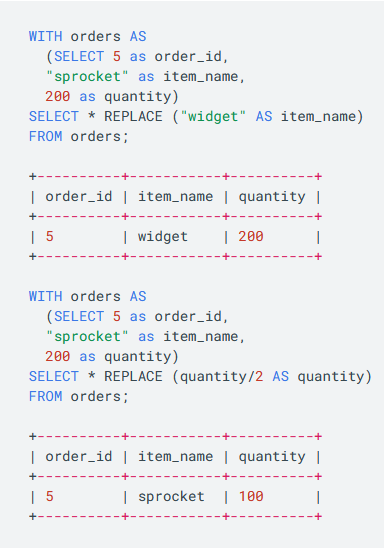 WITH orders AS
  (SELECT 5 as order_id,
  "sprocket" as item_name,
  200 as quantity)
SELECT * REPLACE ("widget" AS item_name)
FROM orders;

+----------+-----------+----------+
| order_id | item_name | quantity |
+----------+-----------+----------+
| 5        | widget    | 200      |
+----------+-----------+----------+

WITH orders AS
  (SELECT 5 as order_id,
  "sprocket" as item_name,
  200 as quantity)
SELECT * REPLACE (quantity/2 AS quantity)
FROM orders;

+----------+-----------+----------+
| order_id | item_name | quantity |
+----------+-----------+----------+
| 5        | sprocket  | 100      |
+----------+-----------+----------+